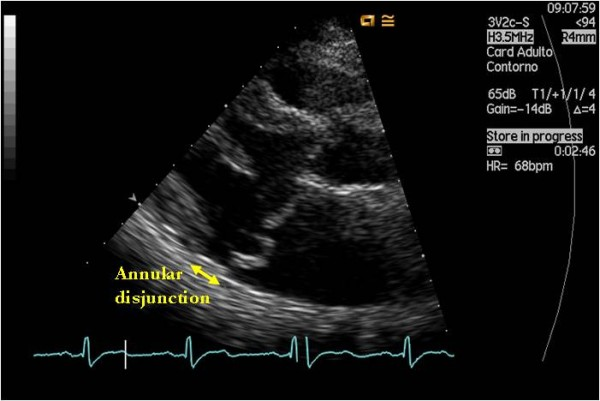 09:07:59
3V2c-S <94
H3.5MHz R4mm
Card Adulto
Contorno
65dB T1/+1/1/ 4
Gain=-14dB Δ=4
Store in progress
0:02:46
HR= 68bpm
Annular
disjunction